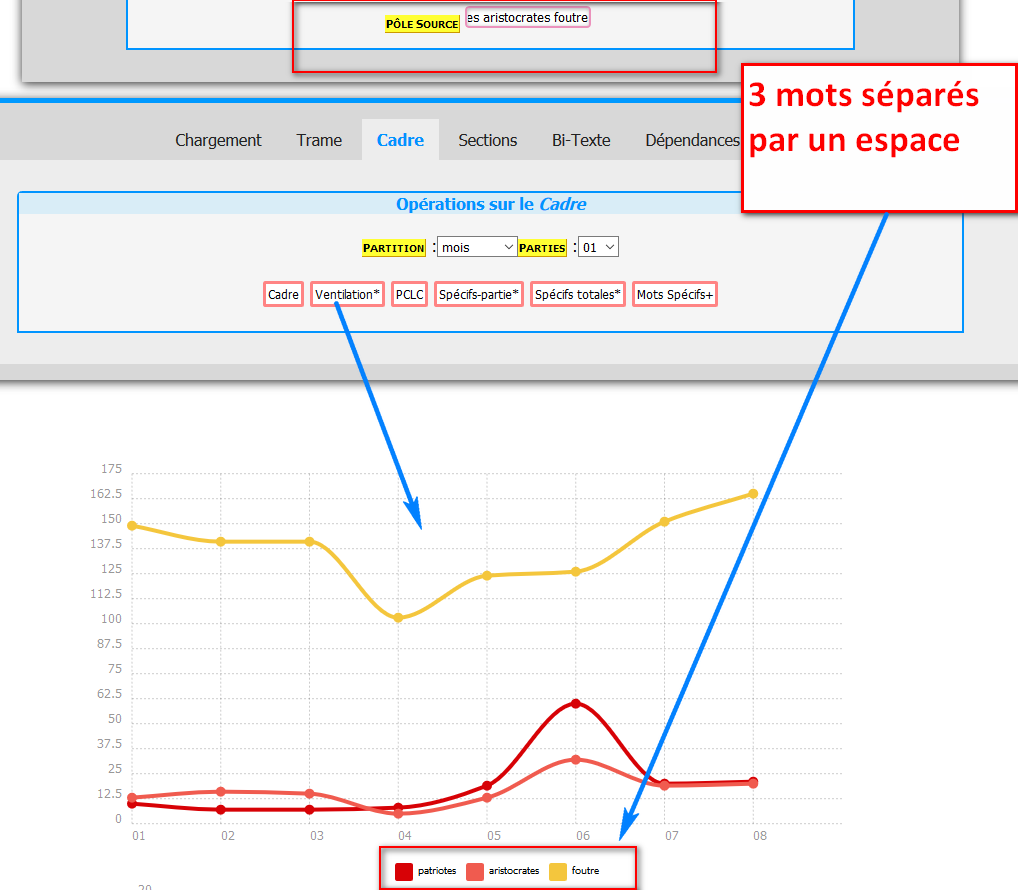 PÔLE SOURCE es aristocrates foutre
3 mots séparés
par un espace
Chargement Trame Cadre Sections Bi-Texte Dépendances
Opérations sur le Cadre
PARTITION : mois PARTIES : 01
Cadre Ventilation* PCLC Spécifs-partie* Spécifs totales* Mots Spécifs+
175
162.5
150
137.5
125
112.5
100
87.5
75
62.5
50
37.5
25
12.5
0
01 02 03 04 05 06 07 08
patriotes aristocrates foutre
20